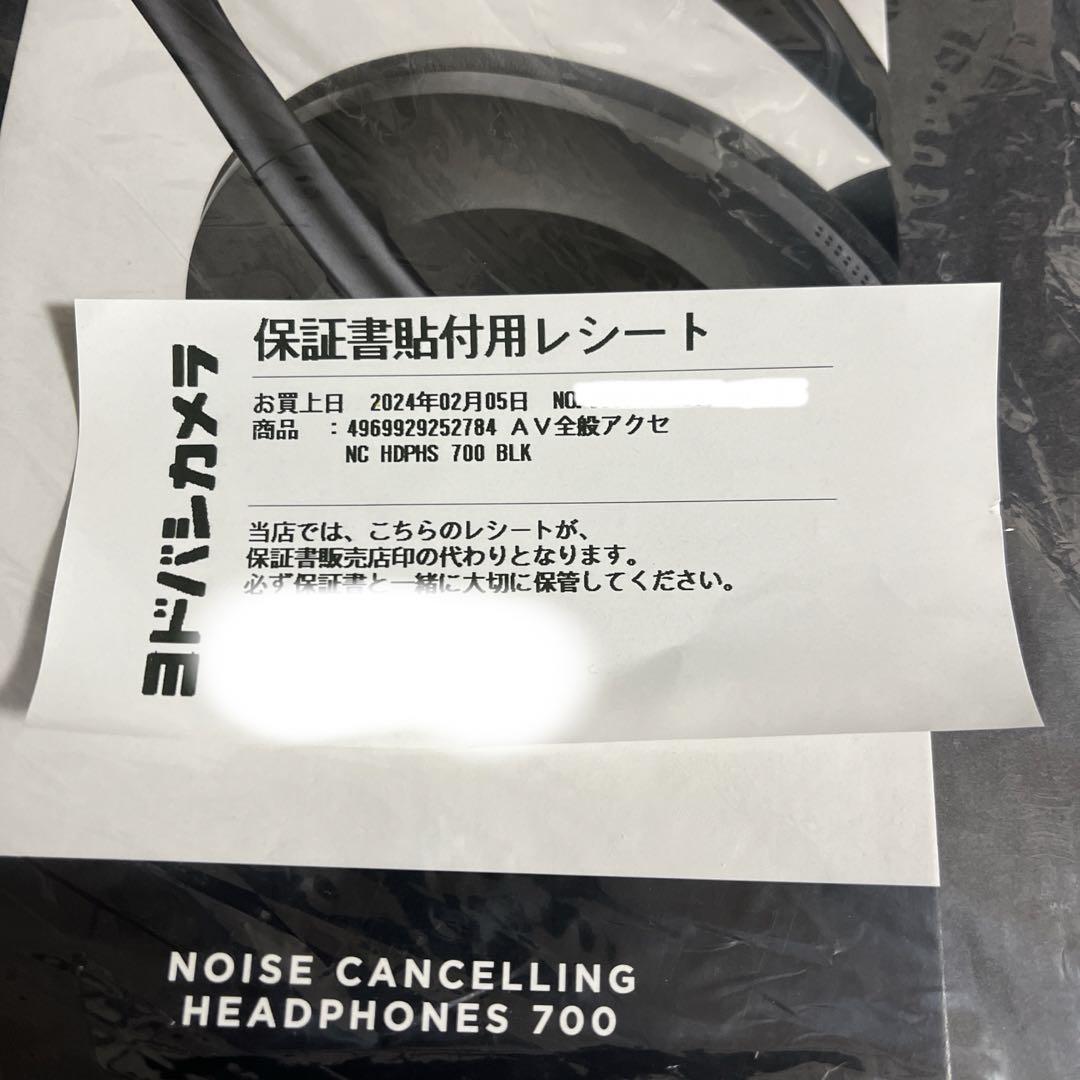 ヨドバシカメラ
保証書貼付用レシート
お買上日 2024年02月05日 NO.
商品 :4969929252784 AV全般アクセ
NC HDPHS 700 BLK
当店では、こちらのレシートが、
保証書販売店印の代わりとなります。
必ず保証書と一緒に大切に保管してください。
NOISE CANCELLING
HEADPHONES 700